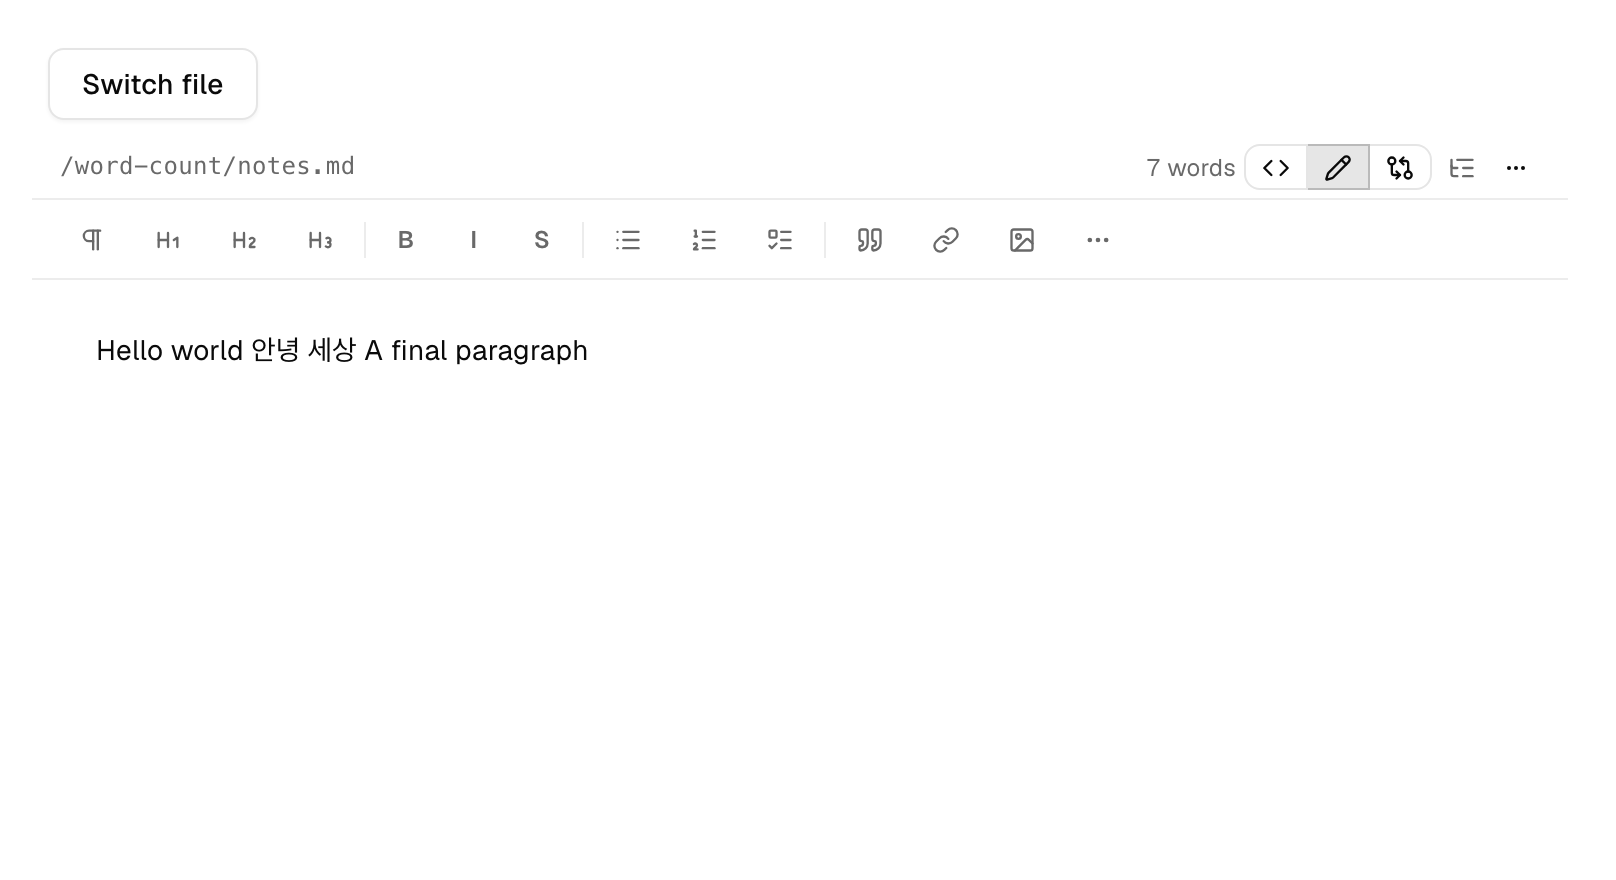 Switch file
/word-count/notes.md
7 words
H1 H2 H3 B I S
Hello world 안녕 세상 A final paragraph